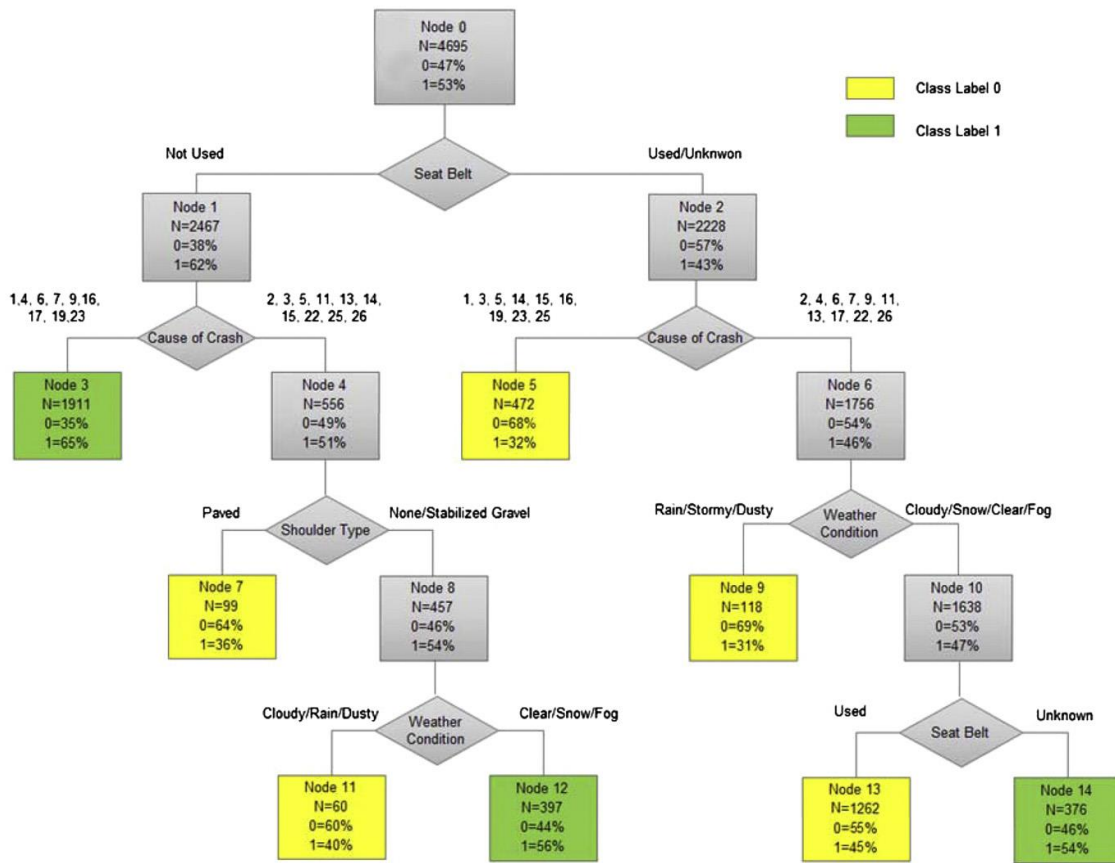 Node 0
N=4695
0=47%
1=53%
Class Label 0
Class Label 1
Not Used
Used/Unknwon
Seat Belt
Node 1
N=2467
0=38%
1=62%
Node 2
N=2228
0=57%
1=43%
1,4, 6, 7, 9,16,
17, 19,23
2, 3, 5, 11, 13, 14,
15, 22, 25, 26
Cause of Crash
1, 3, 5, 14, 15, 16,
19, 23, 25
2, 4, 6, 7, 9, 11,
13, 17, 22, 26
Cause of Crash
Node 3
N=1911
0=35%
1=65%
Node 4
N=556
0=49%
1=51%
Node 5
N=472
0=68%
1=32%
Node 6
N=1756
0=54%
1=46%
Paved
None/Stabilized Gravel
Shoulder Type
Rain/Stormy/Dusty
Cloudy/Snow/Clear/Fog
Weather
Condition
Node 7
N=99
0=64%
1=36%
Node 8
N=457
0=46%
1=54%
Node 9
N=118
0=69%
1=31%
Node 10
N=1638
0=53%
1=47%
Cloudy/Rain/Dusty
Clear/Snow/Fog
Weather
Condition
Used
Unknown
Seat Belt
Node 11
N=60
0=60%
1=40%
Node 12
N=397
0=44%
1=56%
Node 13
N=1262
0=55%
1=45%
Node 14
N=376
0=46%
1=54%